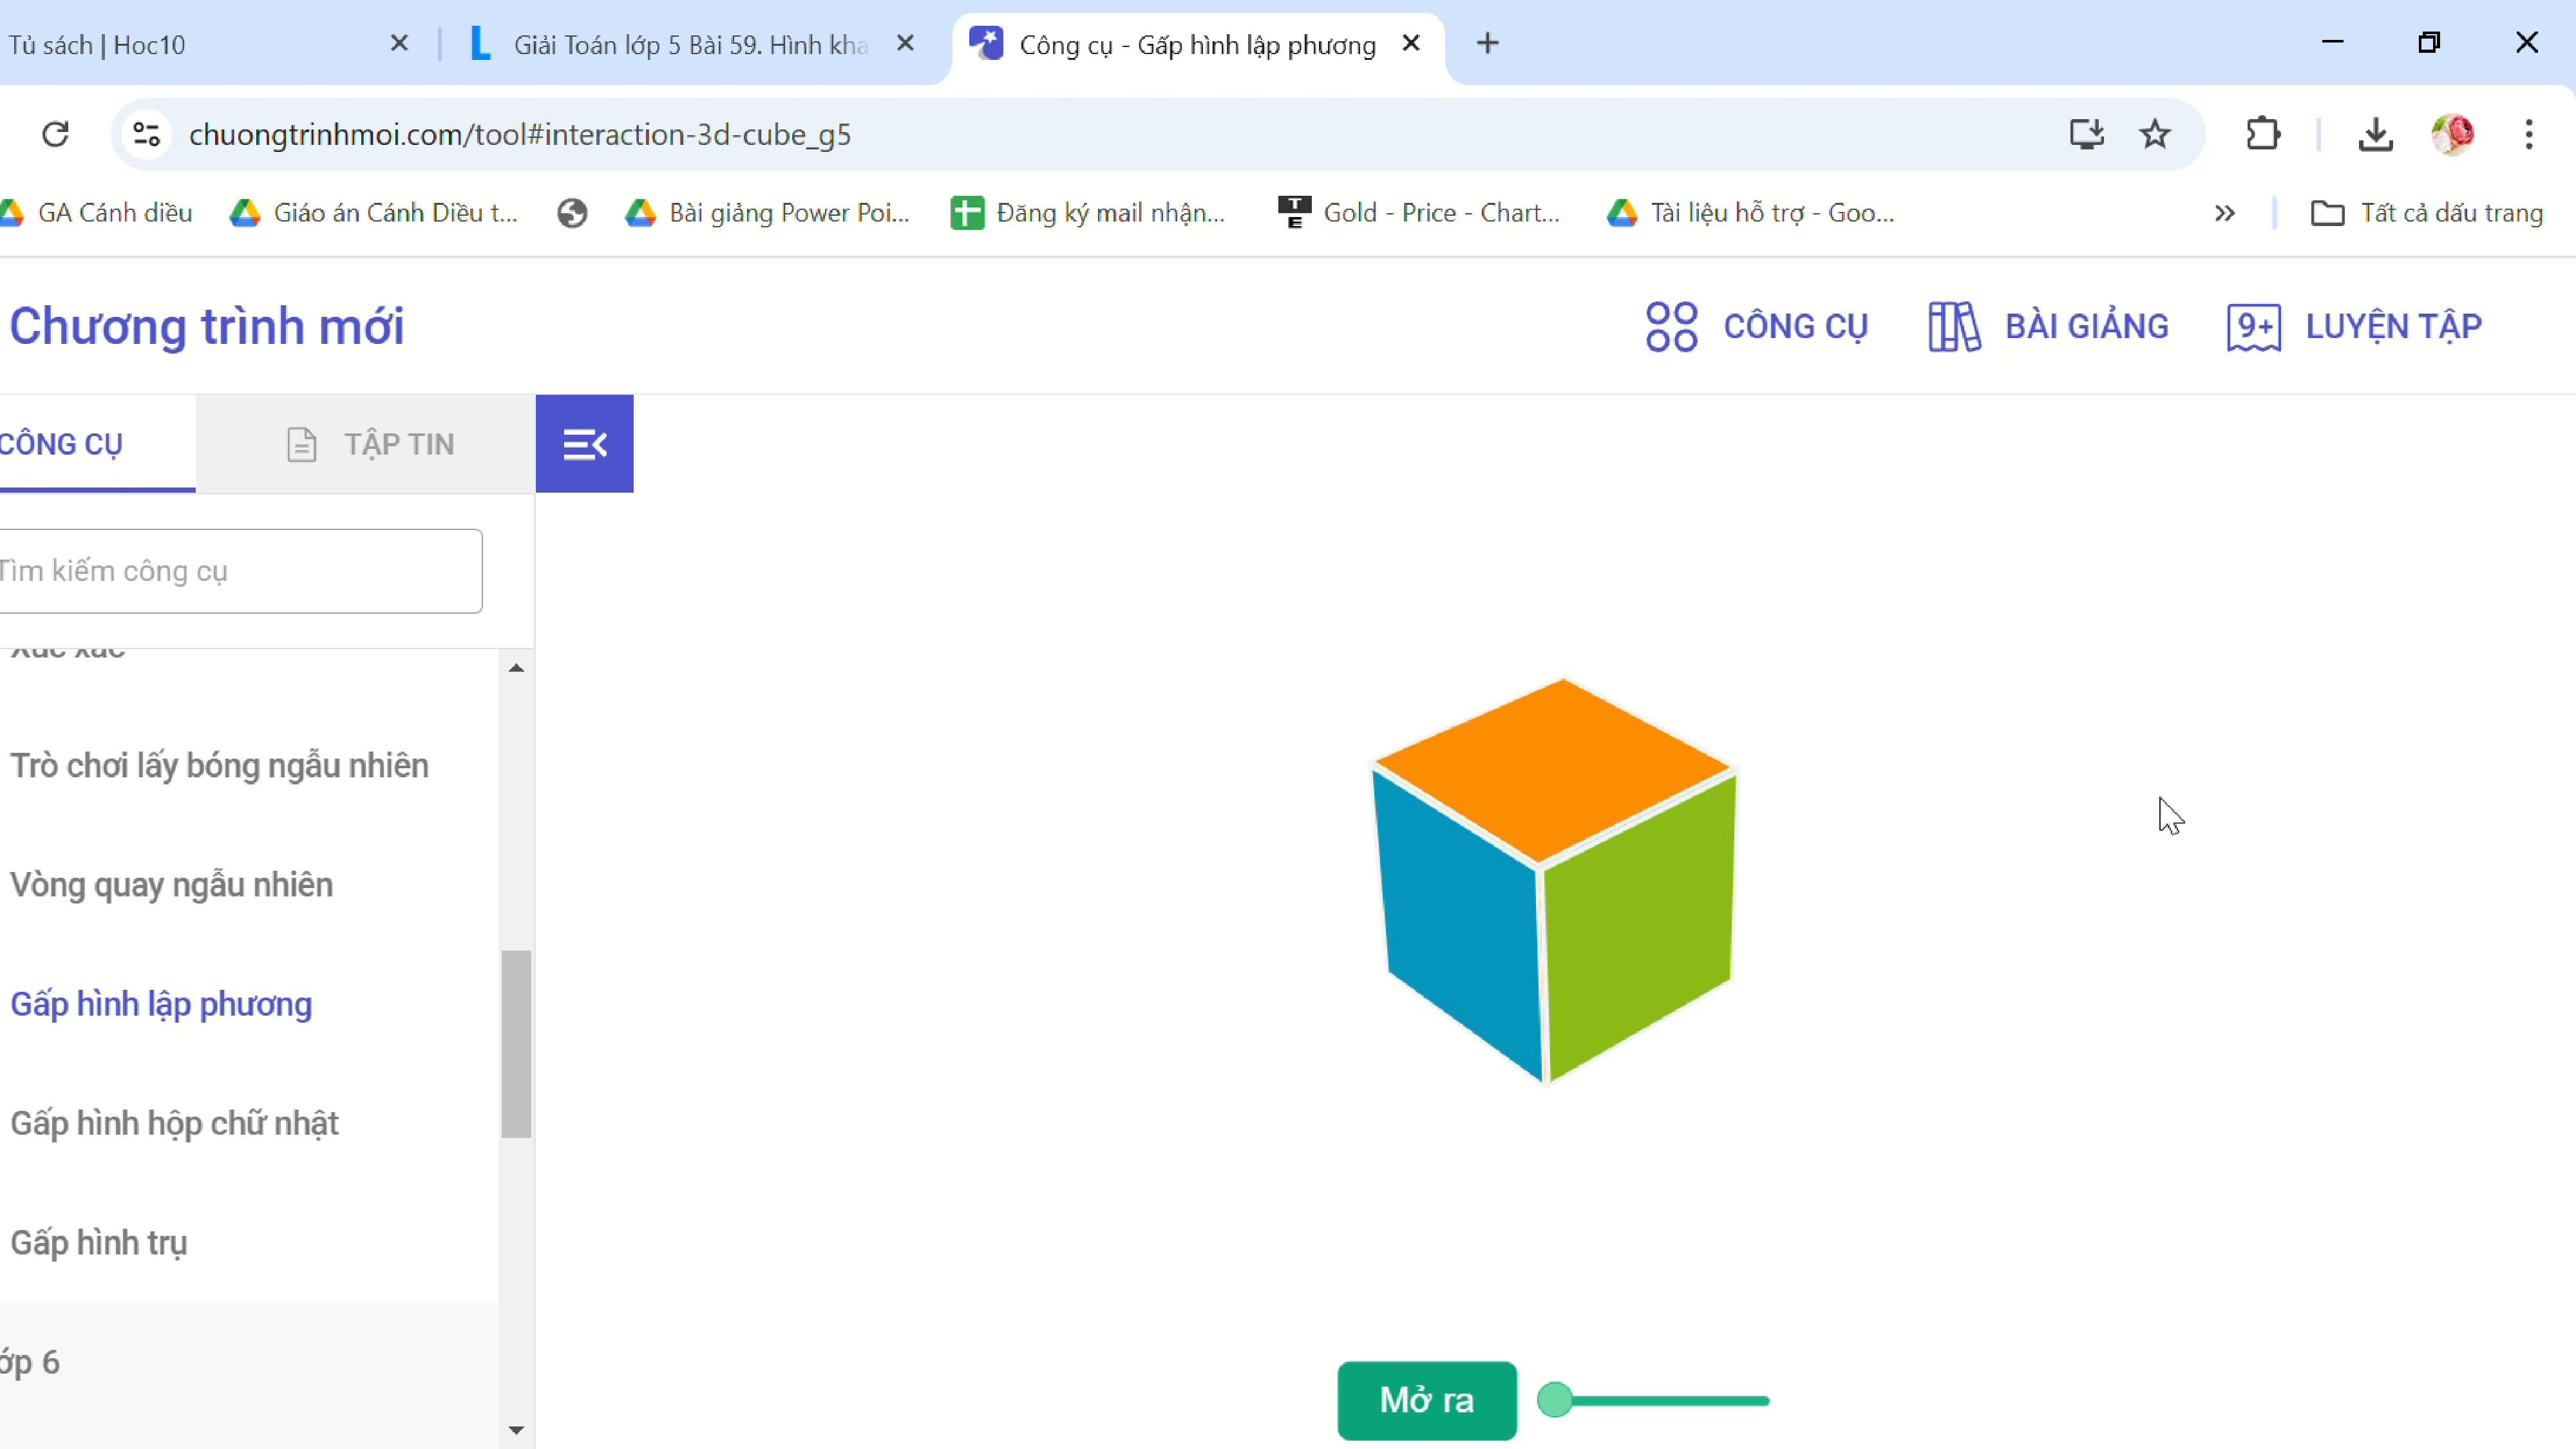 Tủ sách | Hoc10
Giải Toán lớp 5 Bài 59. Hình kha
Công cụ - Gấp hình lập phương
chuongtrinhmoi.com/tool#interaction-3d-cube_g5
GA Cánh diều
Giáo án Cánh Diều t...
Bài giảng Power Poi...
Đăng ký mail nhận...
TE
Gold - Price - Chart...
Tài liệu hỗ trợ - Goo...
Tất cả dấu trang
Chương trình mới
CÔNG CỤ
BÀI GIẢNG
9+
LUYỆN TẬP
CÔNG CỤ
TẬP TIN
Tìm kiếm công cụ
Xúc xắc
Trò chơi lấy bóng ngẫu nhiên
Vòng quay ngẫu nhiên
Gấp hình lập phương
Gấp hình hộp chữ nhật
Gấp hình trụ
ớp 6
Mở ra